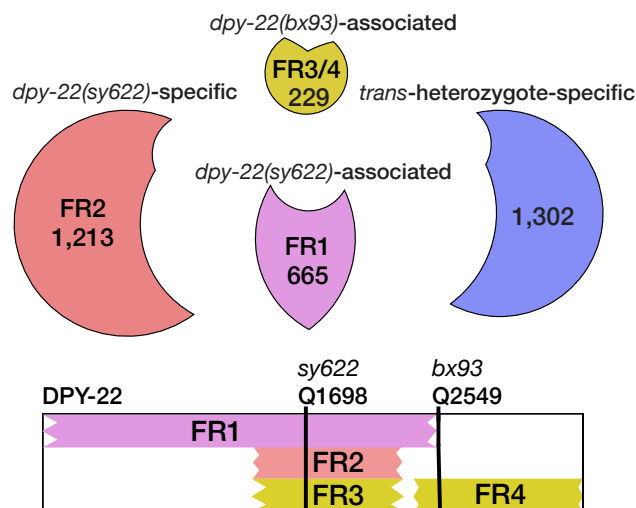 dpy-22(bx93)-associated
FR3/4
229
dpy-22(sy622)-specific
trans-heterozygote-specific
dpy-22(sy622)-associated
FR2
1,213
FR1
665
1,302
sy622
bx93
DPY-22
Q1698
Q2549
FR1
FR2
FR3
FR4